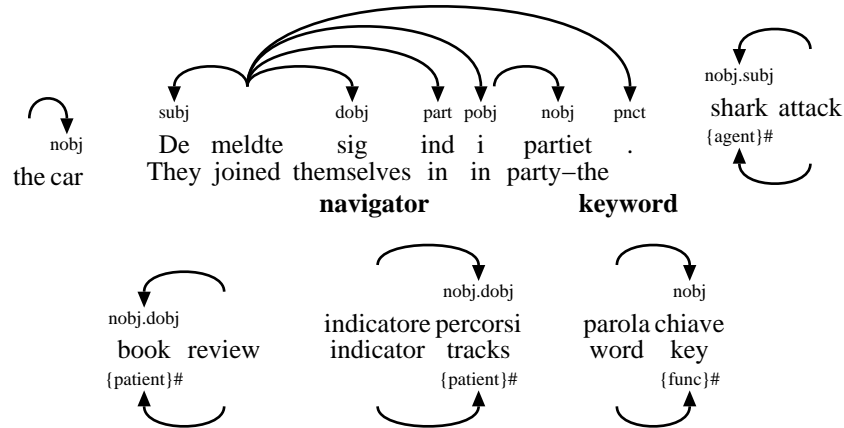 nobj
the car
subj dobj part pobj nobj pnct
De meldte sig ind i partiet .
They joined themselves in in party–the
nobj.subj
shark attack
{agent}#
navigator
keyword
nobj.dobj
book review
{patient}#
nobj.dobj
indicatore percorsi
indicator tracks
{patient}#
nobj
parola chiave
word key
{func}#